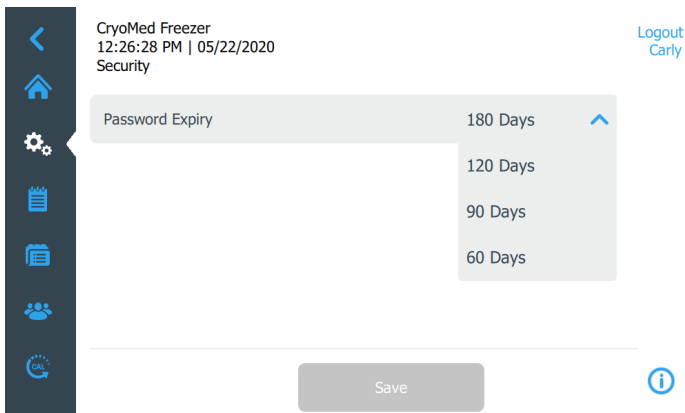 CryoMed Freezer
12:26:28 PM | 05/22/2020
Security
Logout
Carly
Password Expiry
180 Days
120 Days
90 Days
60 Days
CAL
Save